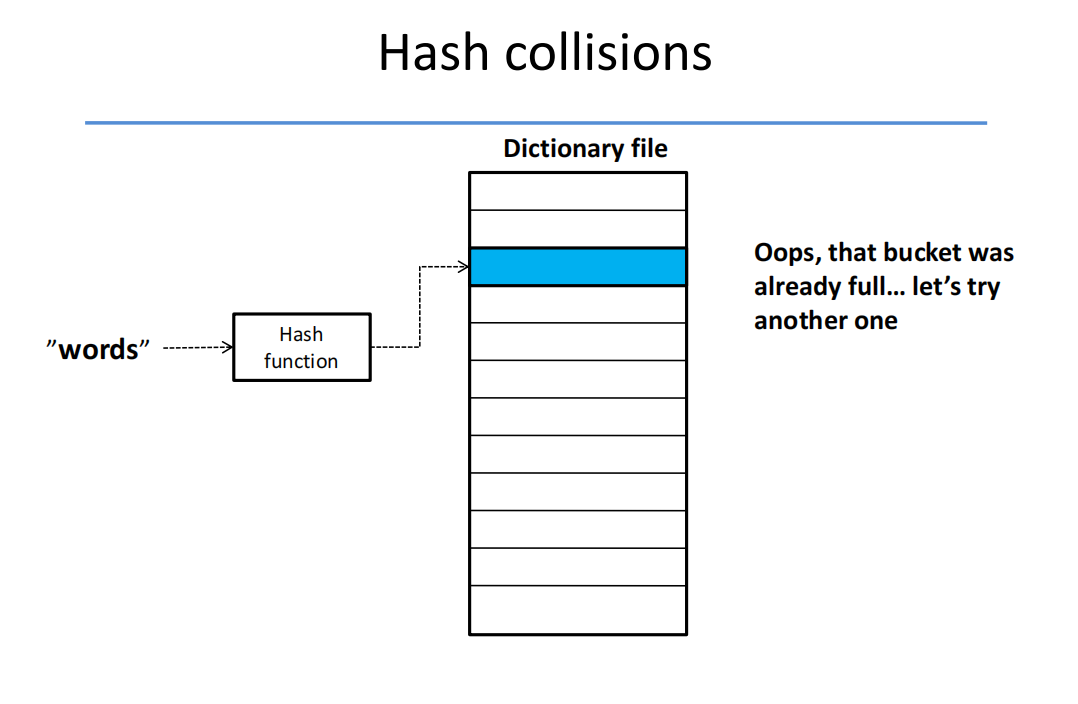 Hash collisions
Dictionary file
Oops, that bucket was
already full… let’s try
another one
”words”
Hash
function